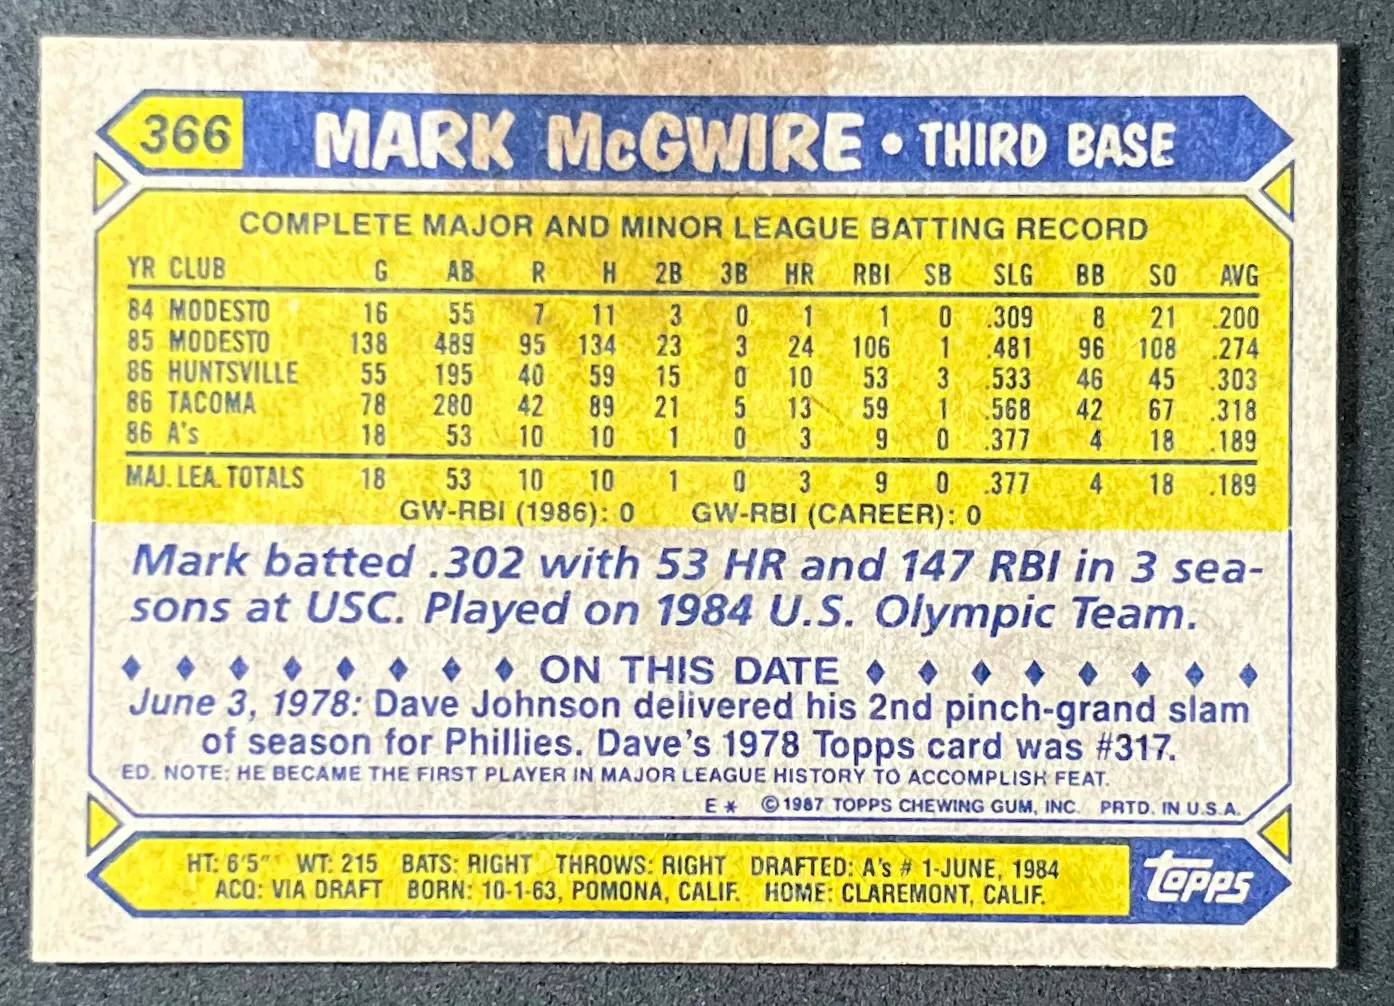 366 MARK McGWIRE • THIRD BASE
COMPLETE MAJOR AND MINOR LEAGUE BATTING RECORD
YR CLUB G AB R H 2B 3B HR RBI SB SLG BB SO AVG
84 MODESTO 16 55 7 11 3 0 1 1 0 .309 8 21 .200
85 MODESTO 138 489 95 134 23 3 24 106 1 .481 96 108 .274
86 HUNTSVILLE 55 195 40 59 15 0 10 53 3 .533 46 45 .303
86 TACOMA 78 280 42 89 21 5 13 59 1 .568 42 67 .318
86 A's 18 53 10 10 1 0 3 9 0 .377 4 18 .189
MAJ. LEA. TOTALS 18 53 10 10 1 0 3 9 0 .377 4 18 .189
GW-RBI (1986): 0 GW-RBI (CAREER): 0
Mark batted .302 with 53 HR and 147 RBI in 3 sea-
sons at USC. Played on 1984 U.S. Olympic Team.
ON THIS DATE
June 3, 1978: Dave Johnson delivered his 2nd pinch-grand slam
of season for Phillies. Dave's 1978 Topps card was #317.
ED. NOTE: HE BECAME THE FIRST PLAYER IN MAJOR LEAGUE HISTORY TO ACCOMPLISH FEAT.
E* ©1987 TOPPS CHEWING GUM, INC. PRTD. IN U.S.A.
HT: 6'5" WT: 215 BATS: RIGHT THROWS: RIGHT DRAFTED: A's #1-JUNE, 1984
ACQ: VIA DRAFT BORN: 10-1-63, POMONA, CALIF. HOME: CLAREMONT, CALIF.
topps